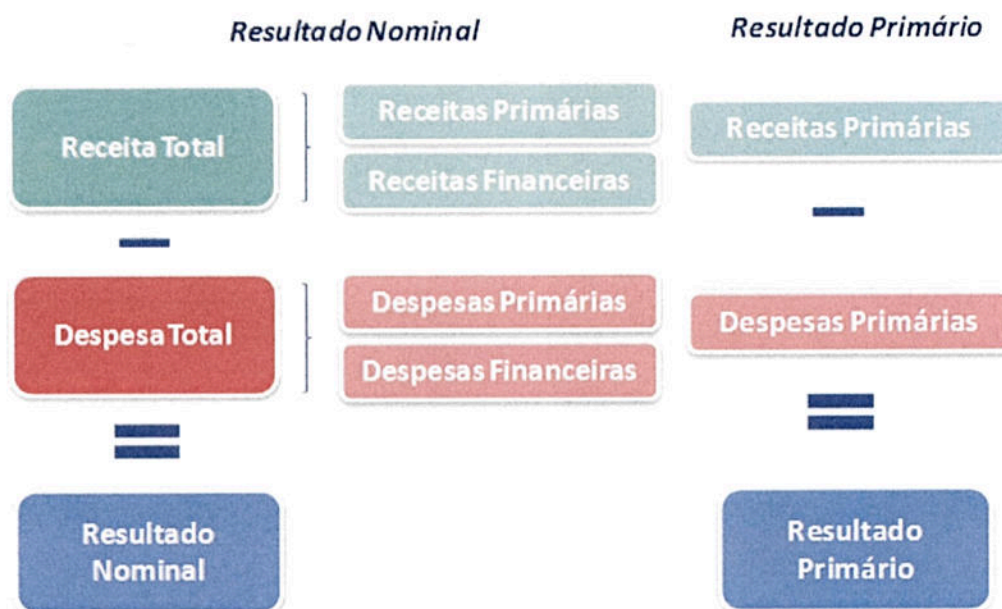 Resultado Nominal
Resultado Primário
Receita Total
Receitas Primárias
Receitas Financeiras
Receitas Primárias
Despesa Total
Despesas Primárias
Despesas Financeiras
Despesas Primárias
Resultado
Nominal
Resultado
Primário